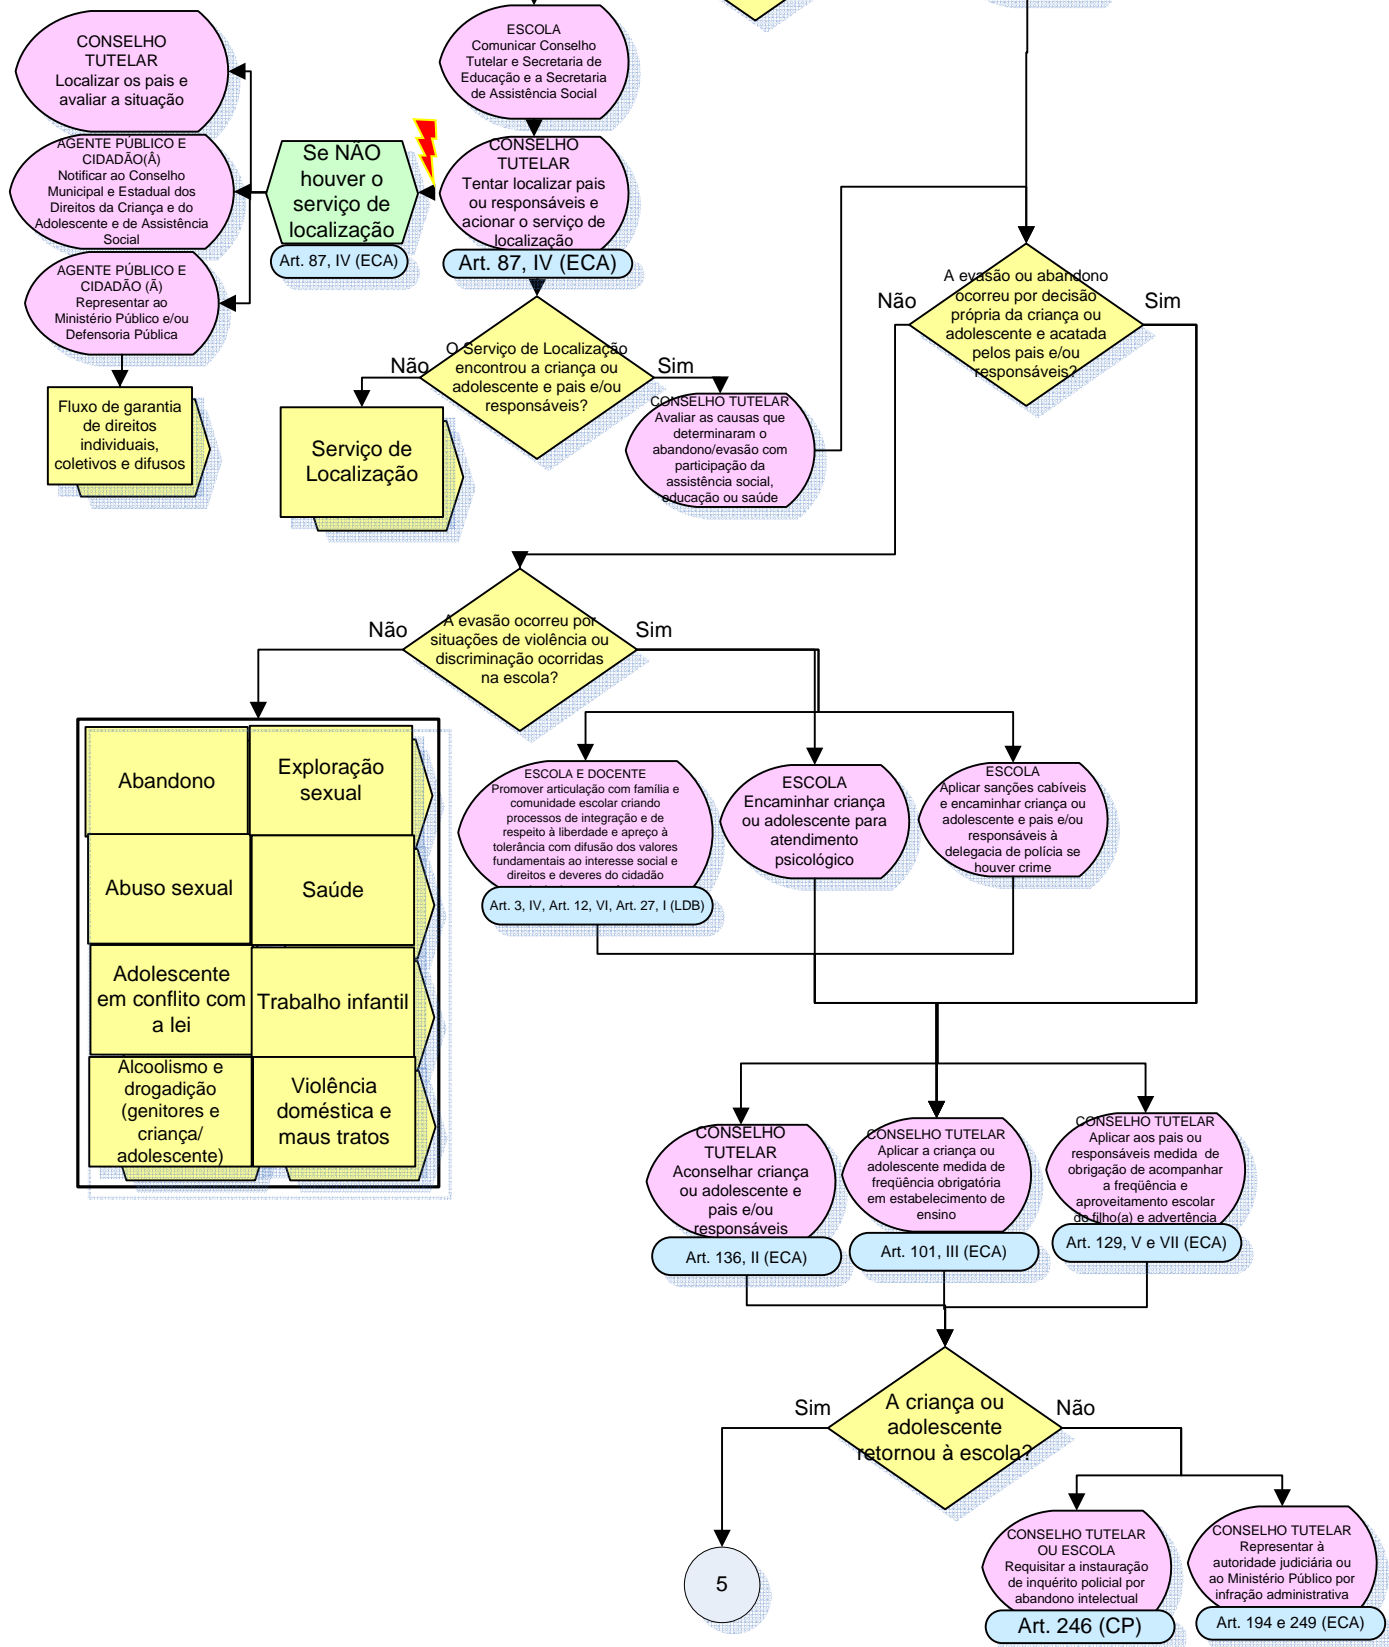 CONSELHO
TUTELAR
Localizar os pais e
avaliar a situação
ESCOLA
Comunicar Conselho
Tutelar e Secretaria de
Educação e a Secretaria
de Assistência Social
AGENTE PÚBLICO E
CIDADÃO(Â)
Notificar ao Conselho
Municipal e Estadual dos
Direitos da Criança e do
Adolescente e de Assistência
Social
Se NÃO
houver o
serviço de
localização
Art. 87, IV (ECA)
CONSELHO
TUTELAR
Tentar localizar pais
ou responsáveis e
acionar o serviço de
localização
Art. 87, IV (ECA)
AGENTE PÚBLICO E
CIDADÃO (Ã)
Representar ao
Ministério Público e/ou
Defensoria Pública
Fluxo de garantia
de direitos
individuais,
coletivos e difusos
Não
O Serviço de Localização
encontrou a criança ou
adolescente e pais e/ou
responsáveis?
Sim
Serviço de
Localização
CONSELHO TUTELAR
Avaliar as causas que
determinaram o
abandono/evasão com
participação da
assistência social,
educação ou saúde
Não
A evasão ou abandono
ocorreu por decisão
própria da criança ou
adolescente e acatada
pelos pais e/ou
responsáveis?
Sim
Não
A evasão ocreu por
situações de violência ou
discriminação ocorridas
na escola?
Sim
Abandono
Exploração
sexual
Abuso sexual
Saúde
Adolescente
em conflito com
a lei
Trabalho infantil
Alcoolismo e
drogadição
(genitores e
criança/
adolescente)
Violência
doméstica e
maus tratos
ESCOLA E DOCENTE
Promover articulação com família e
comunidade escolar criando
processos de integração e de
respeito à liberdade e apreço à
tolerância com difusão dos valores
fundamentais ao interesse social e
direitos e deveres do cidadão
Art. 3, IV, Art. 12, VI, Art. 27, I (LDB)
ESCOLA
Encaminhar criança
ou adolescente para
atendimento
psicológico
ESCOLA
Aplicar sanções cabíveis
e encaminhar criança ou
adolescente e pais e/ou
responsáveis à
delegacia de polícia se
houver crime
CONSELHO
TUTELAR
Aconselhar criança
ou adolescente e
pais e/ou
responsáveis
Art. 136, II (ECA)
CONSELHO TUTELAR
Aplicar a criança ou
adolescente medida de
freqüência obrigatória
em estabelecimento de
ensino
Art. 101, III (ECA)
CONSELHO TUTELAR
Aplicar aos pais ou
responsáveis medida de
obrigação de acompanhar
a freqüência e
aproveitamento escolar
do filho(a) e advertência
Art. 129, V e VII (ECA)
Sim
A criança ou
adolescente
retornou à escola?
Não
5
CONSELHO TUTELAR
OU ESCOLA
Requisitar a instauração
de inquérito policial por
abandono intelectual
Art. 246 (CP)
CONSELHO TUTELAR
Representar à
autoridade judiciária ou
ao Ministério Público por
infração administrativa
Art. 194 e 249 (ECA)